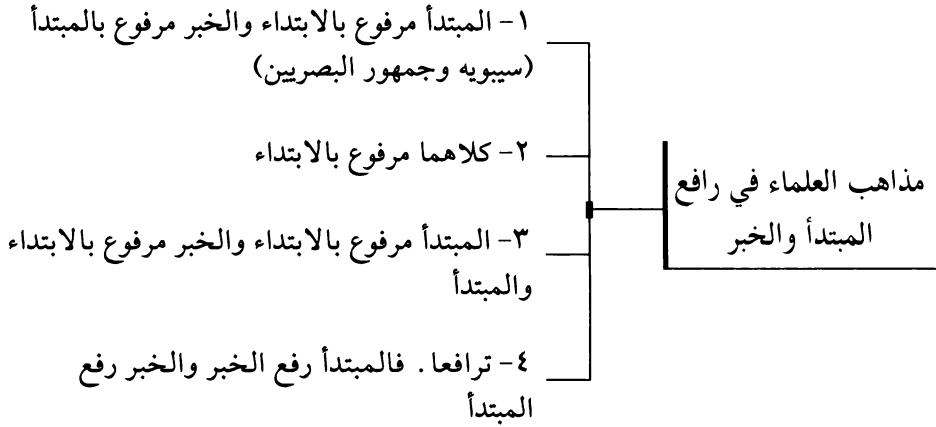 مذاهب العلماء في رافع
المبتدأ والخبر
١- المبتدأ مرفوع بالابتداء والخبر مرفوع بالمبتدأ
(سيبويه وجمهور البصريين)
٢- كلاهما مرفوع بالابتداء
٣- المبتدأ مرفوع بالابتداء والخبر مرفوع بالابتداء
والمبتدأ
٤- ترافعا. فالمبتدأ رفع الخبر والخبر رفع
المبتدأ